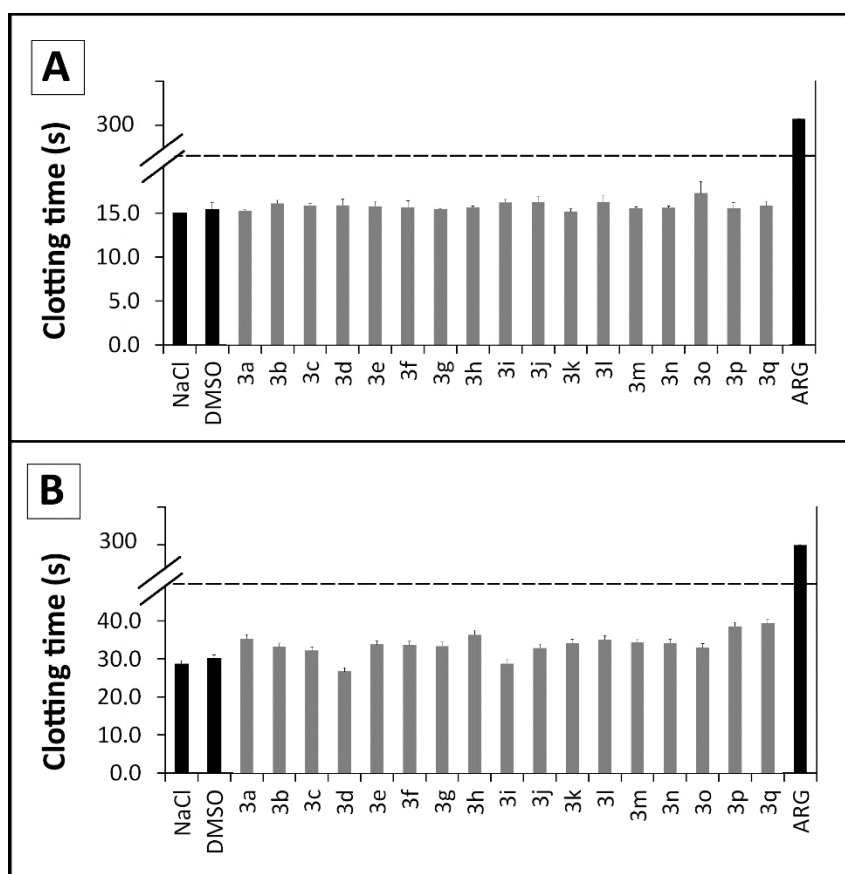 A
Clotting time (s)
300
15.0
10.0
5.0
0.0
NaCl
DMSO
3a
3b
3c
3d
3e
3f
3g
3h
3i
3j
3k
3l
3m
3n
3o
3p
3q
ARG
B
Clotting time (s)
300
40.0
30.0
20.0
10.0
0.0
NaCl
DMSO
3a
3b
3c
3d
3e
3f
3g
3h
3i
3j
3k
3l
3m
3n
3o
3p
3q
ARG